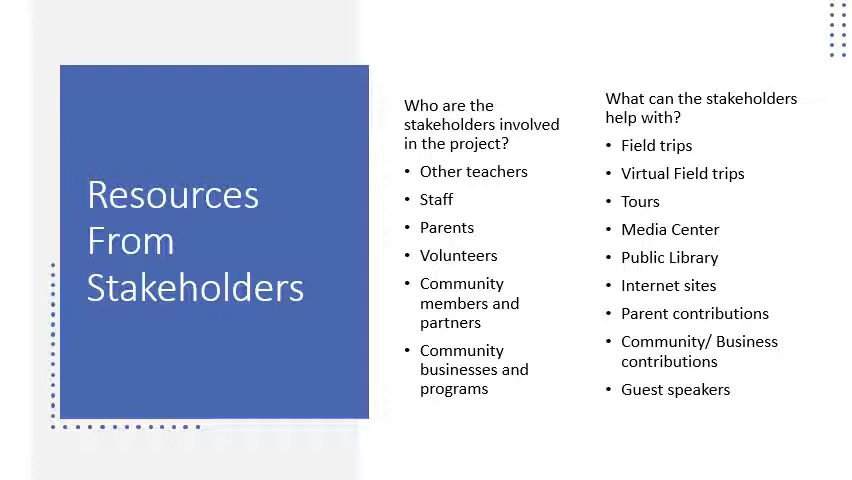 Resources
From
Stakeholders
Who are the
stakeholders involved
in the project?
• Other teachers
• Staff
• Parents
• Volunteers
• Community
members and
partners
• Community
businesses and
programs
What can the stakeholders
help with?
• Field trips
• Virtual Field trips
• Tours
• Media Center
• Public Library
• Internet sites
• Parent contributions
• Community/ Business
contributions
• Guest speakers